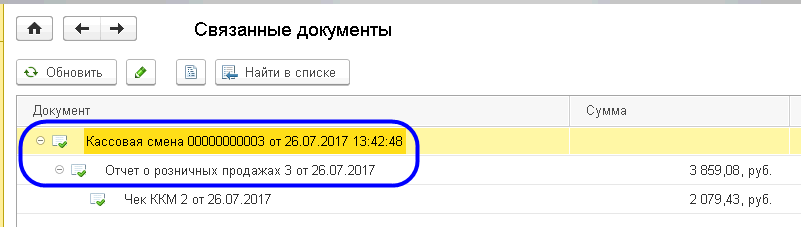 Связанные документы
Обновить Найти в списке
Документ Сумма
Кассовая смена 00000000003 от 26.07.2017 13:42:48
Отчет о розничных продажах 3 от 26.07.2017 3 859,08, руб.
Чек ККМ 2 от 26.07.2017 2 079,43, руб.